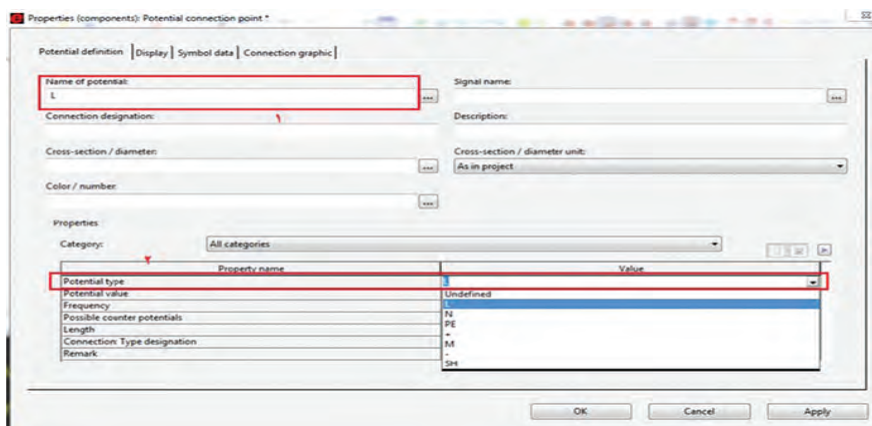 Properties (components): Potential connection point *
Potential definition Display Symbol data Connection graphic
Name of potential: Signal name:
L ... ...
۱
Connection designation: Description:
Cross-section / diameter: Cross-section / diameter unit:
... As in project
Color / number:
...
Properties
Category: All categories
۲
Property name Value
Potential type L
Potential value Undefined
Frequency L
Possible counter potentials N
Length PE
Connection: Type designation +
Remark M
-
SH
OK Cancel Apply